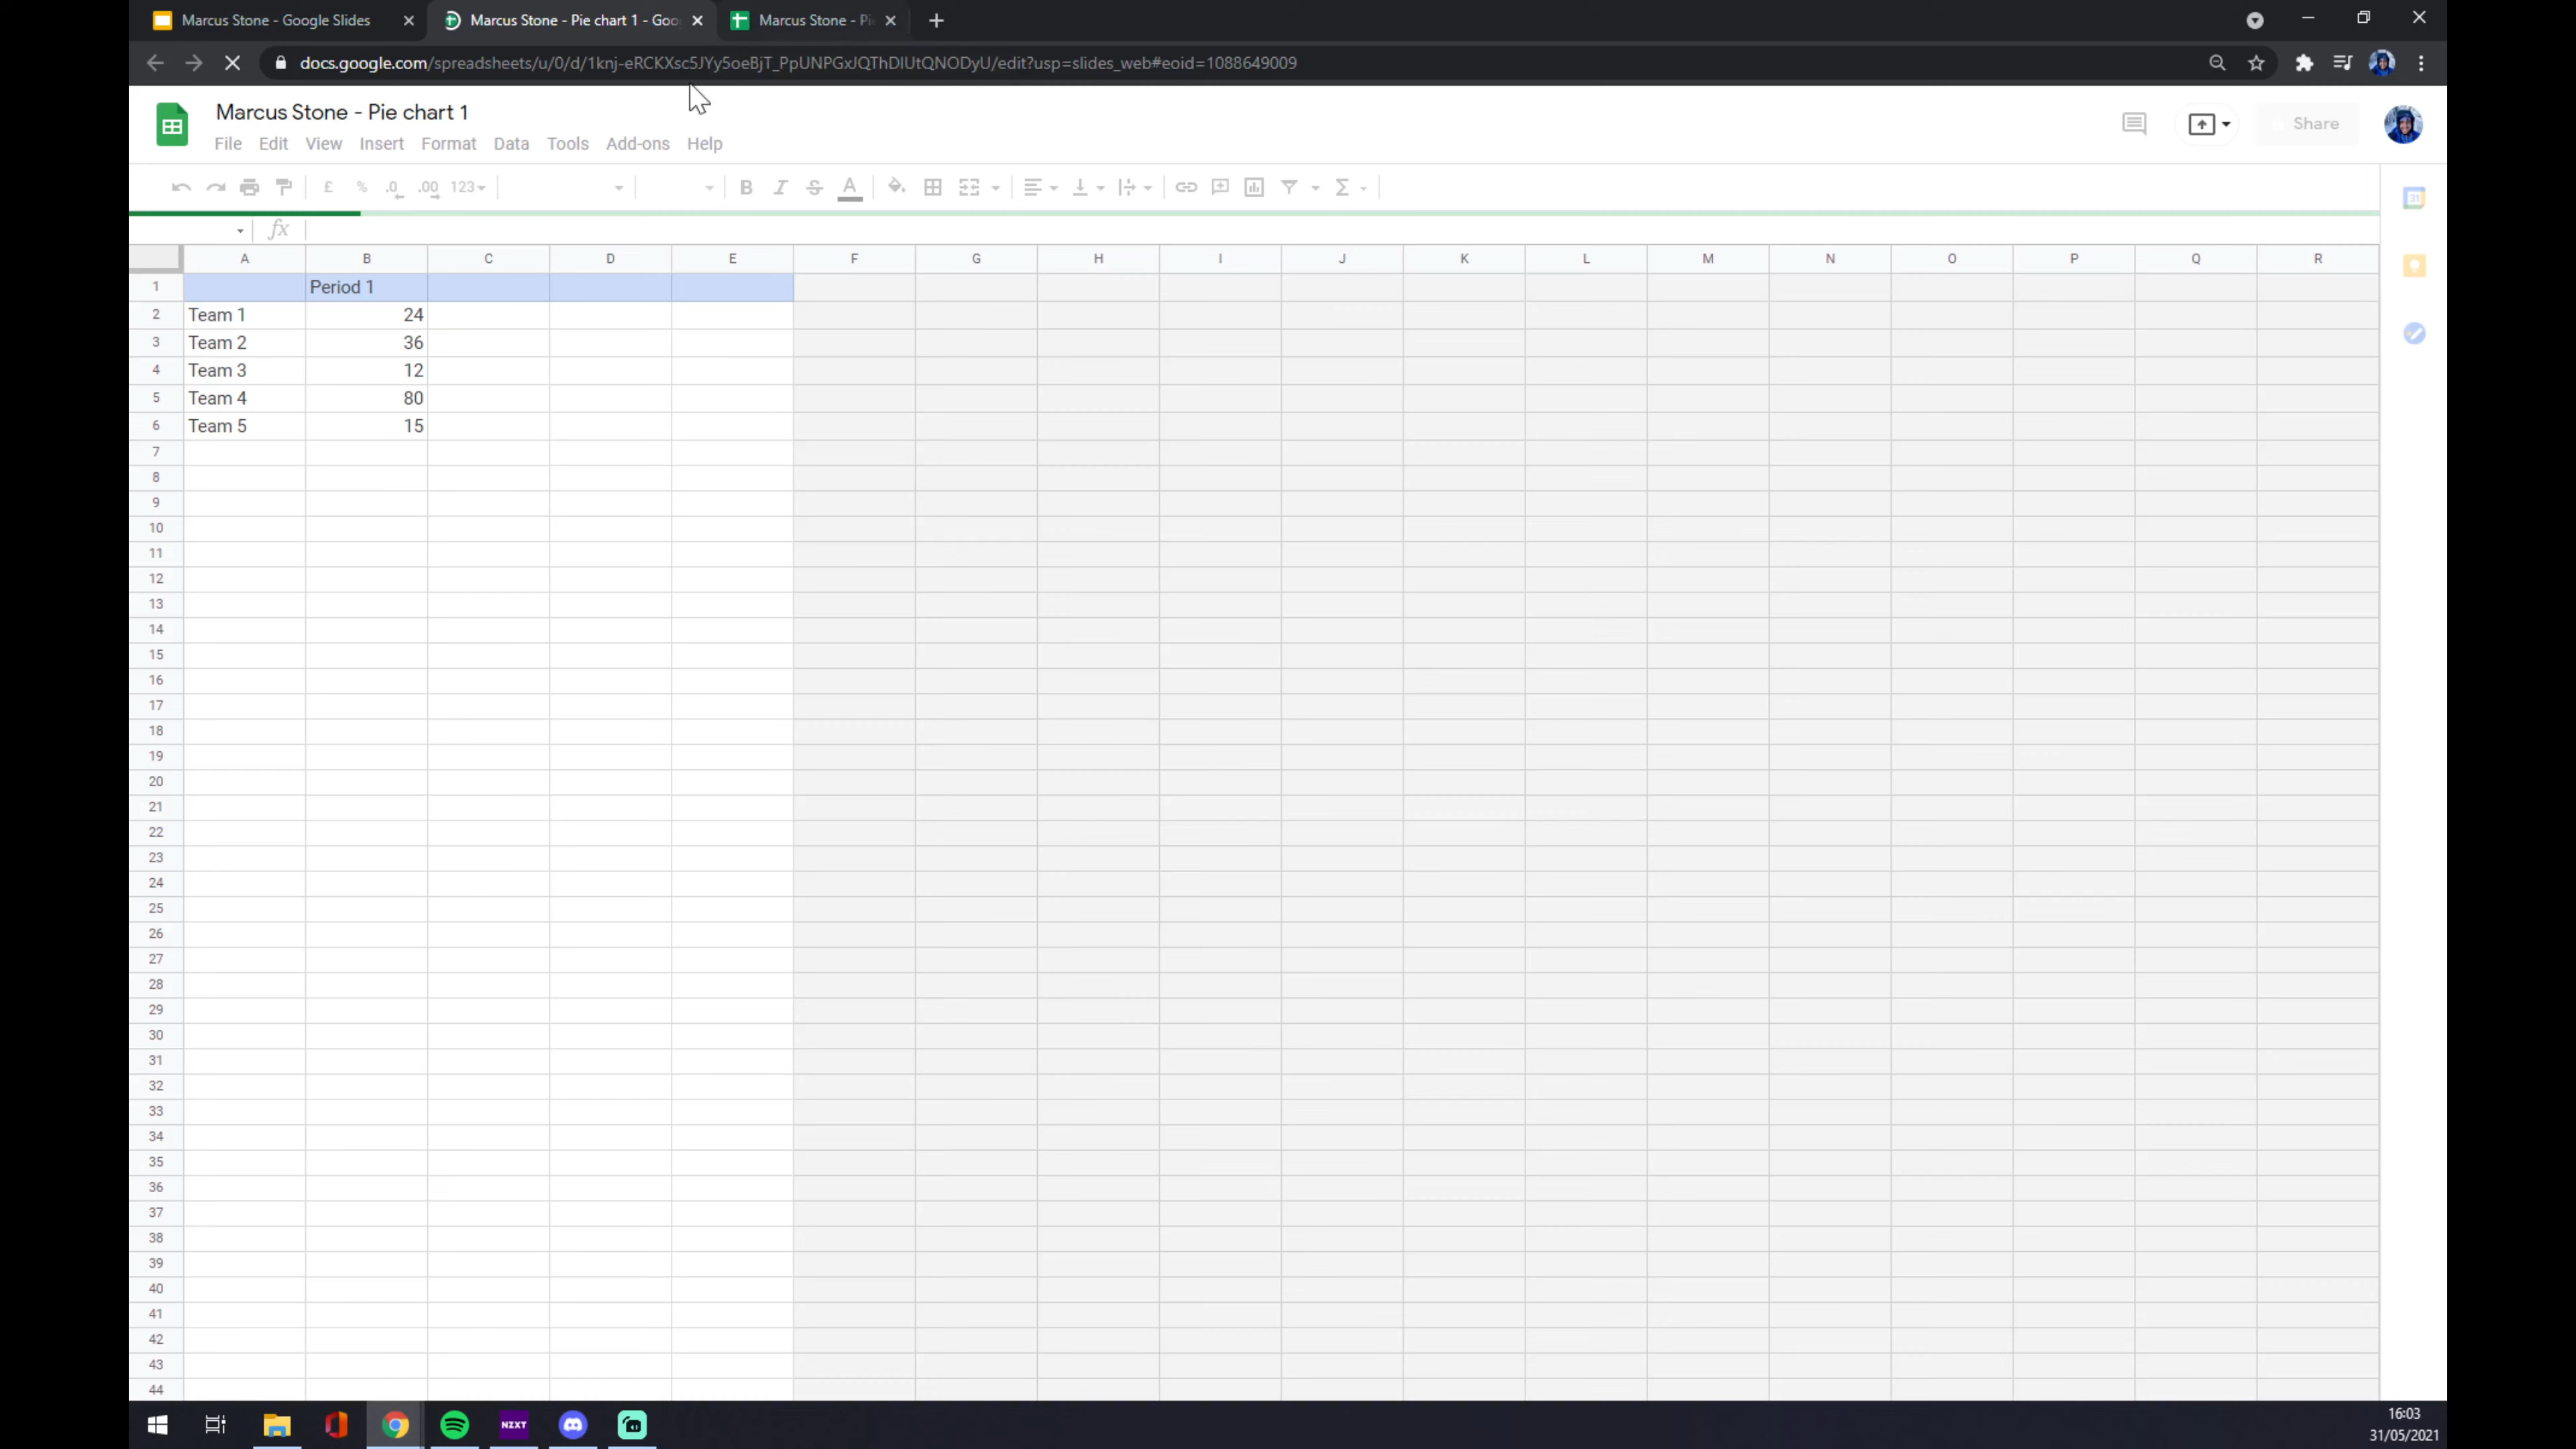 Marcus Stone - Google Slides
Marcus Stone - Pie chart 1 - Goo
Marcus Stone - Pi
docs.google.com/spreadsheets/u/0/d/1knj-eRCKXsc5JYy5oeBjT_PpUNPGxJQThDIUtQNODyU/edit?usp=slides_web#eoid=1088649009
Marcus Stone - Pie chart 1
File Edit View Insert Format Data Tools Add-ons Help
Share
£ % .0 .00 123
B I S A
31
fx
A B C D E F G H I J K L M N O P Q R
1 Period 1
2 Team 1 24
3 Team 2 36
4 Team 3 12
5 Team 4 80
6 Team 5 15
7
8
9
10
11
12
13
14
15
16
17
18
19
20
21
22
23
24
25
26
27
28
29
30
31
32
33
34
35
36
37
38
39
40
41
42
43
44
NZXT
16:03
31/05/2021